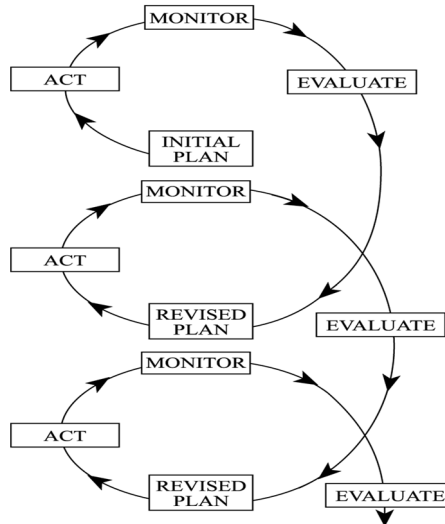 MONITOR
EVALUATE
ACT
INITIAL
PLAN
MONITOR
ACT
REVISED
PLAN
EVALUATE
MONITOR
ACT
REVISED
PLAN
EVALUATE